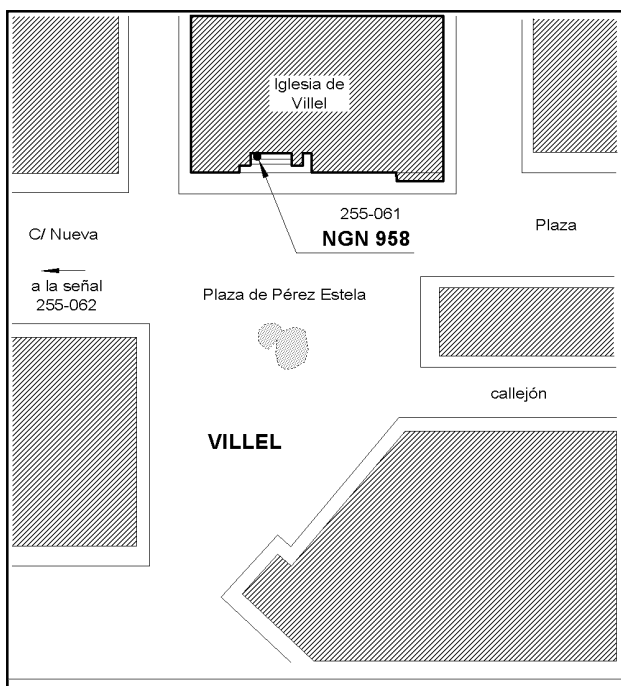 Iglesia de
Villel
255-061
NGN 958
C/ Nueva
Plaza
a la señal
255-062
Plaza de Pérez Estela
callejón
VILLEL